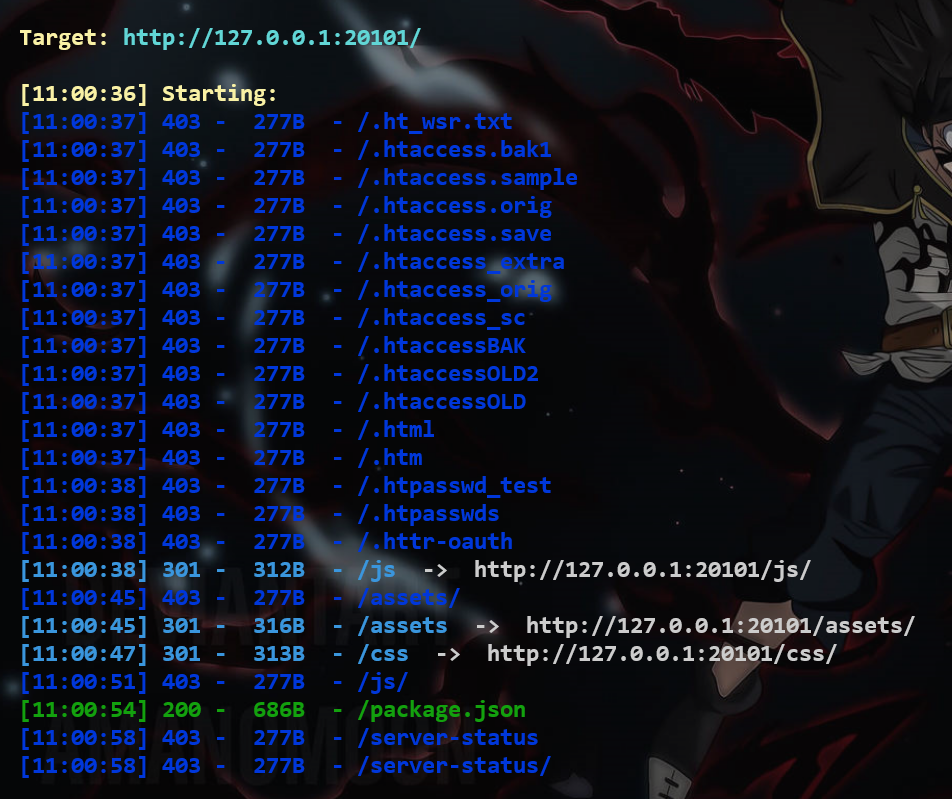 Target: http://127.0.0.1:20101/
[11:00:36] Starting:
[11:00:37] 403 -  277B  - /.ht_wsr.txt
[11:00:37] 403 -  277B  - /.htaccess.bak1
[11:00:37] 403 -  277B  - /.htaccess.sample
[11:00:37] 403 -  277B  - /.htaccess.orig
[11:00:37] 403 -  277B  - /.htaccess.save
[11:00:37] 403 -  277B  - /.htaccess_extra
[11:00:37] 403 -  277B  - /.htaccess_orig
[11:00:37] 403 -  277B  - /.htaccess_sc
[11:00:37] 403 -  277B  - /.htaccessBAK
[11:00:37] 403 -  277B  - /.htaccessOLD2
[11:00:37] 403 -  277B  - /.htaccessOLD
[11:00:37] 403 -  277B  - /.html
[11:00:37] 403 -  277B  - /.htm
[11:00:38] 403 -  277B  - /.htpasswd_test
[11:00:38] 403 -  277B  - /.htpasswds
[11:00:38] 403 -  277B  - /.httr-oauth
[11:00:38] 301 -  312B  - /js  ->  http://127.0.0.1:20101/js/
[11:00:45] 403 -  277B  - /assets/
[11:00:45] 301 -  316B  - /assets  ->  http://127.0.0.1:20101/assets/
[11:00:47] 301 -  313B  - /css  ->  http://127.0.0.1:20101/css/
[11:00:51] 403 -  277B  - /js/
[11:00:54] 200 -  686B  - /package.json
[11:00:58] 403 -  277B  - /server-status
[11:00:58] 403 -  277B  - /server-status/